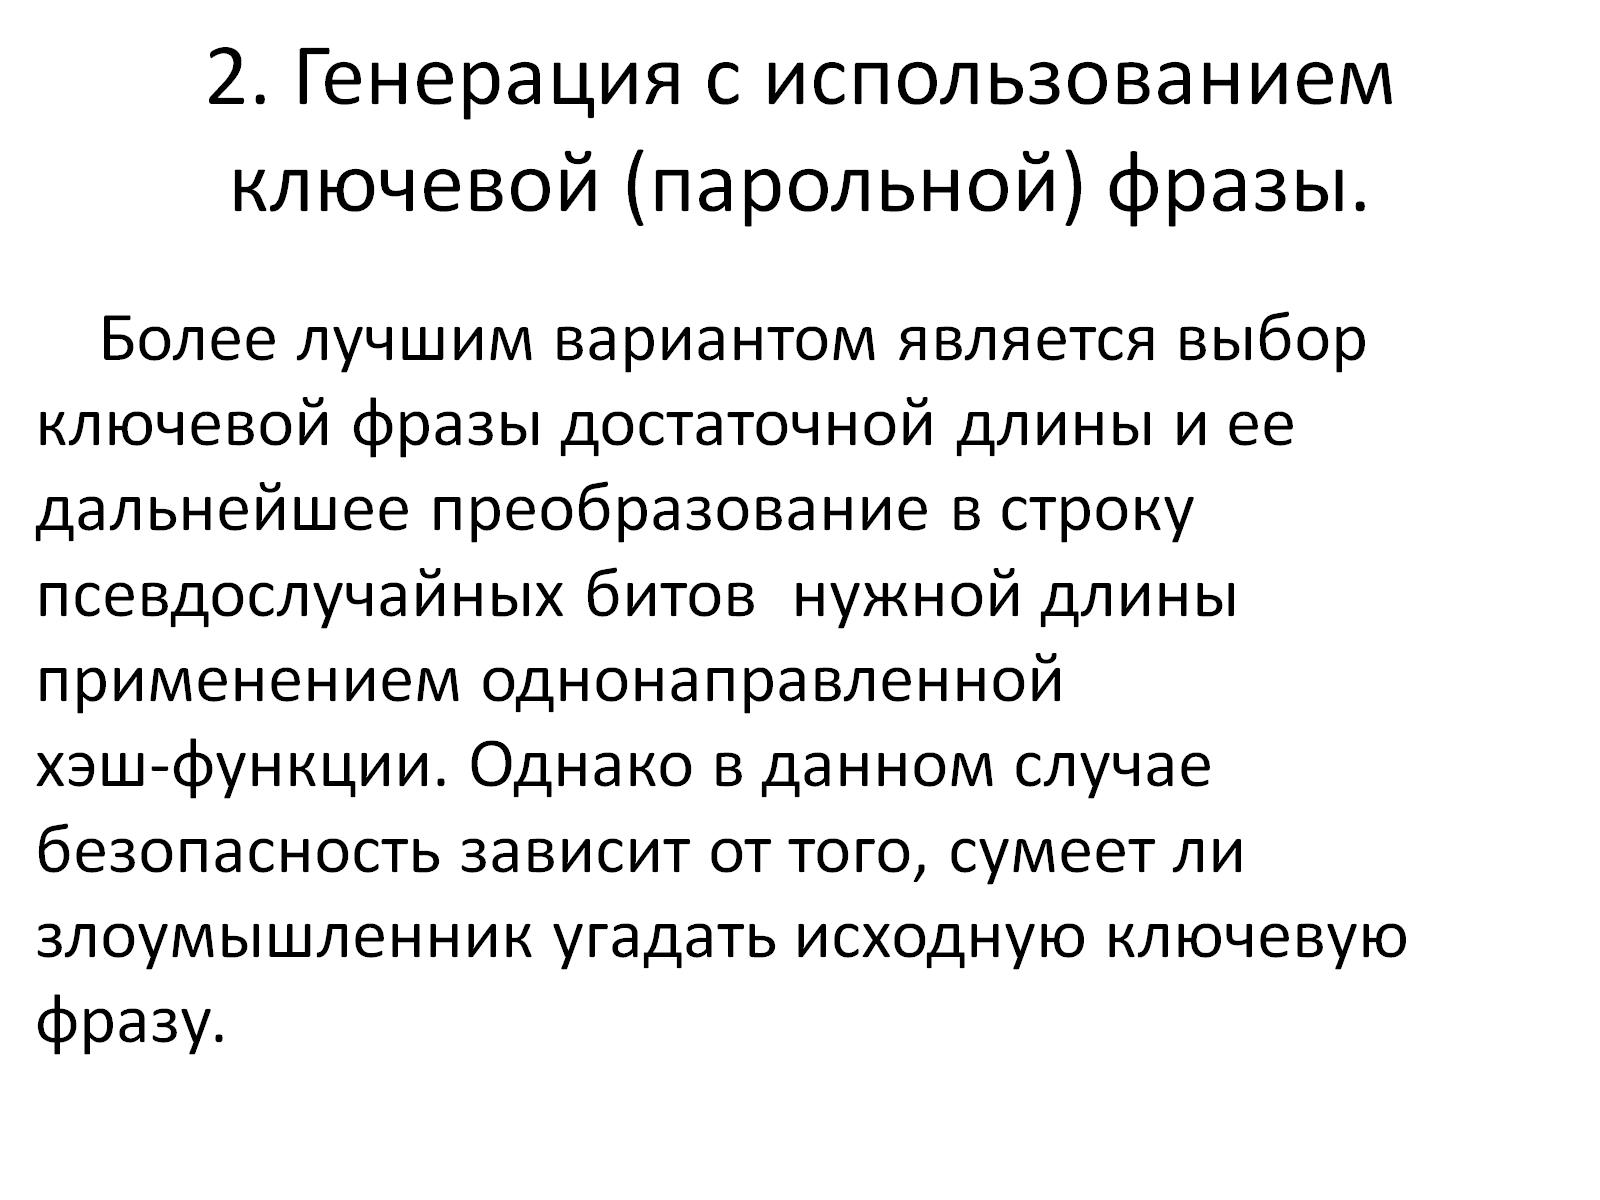 2. Генерация с использованием
ключевой (парольной) фразы.
Более лучшим вариантом является выбор
ключевой фразы достаточной длины и ее
дальнейшее преобразование в строку
псевдослучайных битов  нужной длины
применением однонаправленной
хэш-функции. Однако в данном случае
безопасность зависит от того, сумеет ли
злоумышленник угадать исходную ключевую
фразу.